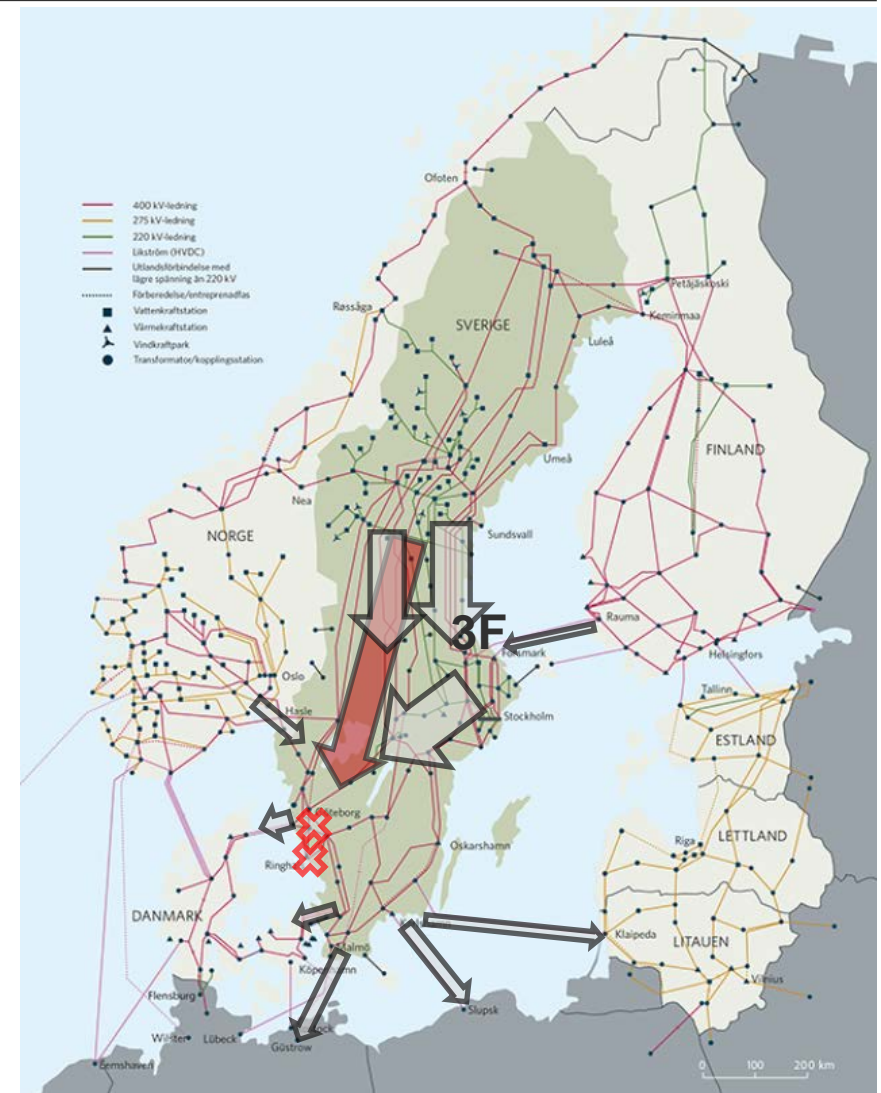 Ofoten
400 kV-ledning
275 kV-ledning
220 kV-ledning
Likström (HVDC)
Utlandsförbindelse med
lägre spänning än 220 kV
Förberedelse/entreprenadfas
Vattenkraftstation
Värmekraftstation
Vindkraftpark
Transformator/kopplingsstation
Røssåga
SVERIGE
Petäjäskoski
Keminmaa
Luleå
Umeå
FINLAND
Nea
NORGE
Sundsvall
3F
Rauma
Forsmark
Helsingfors
Oslo
Hasle
Tallinn
Stockholm
ESTLAND
Göteborg
Oskarshamn
Riga
LETTLAND
DANMARK
Klaipeda
LITAUEN
Malmö
Köpenhamn
Vilnius
Flensburg
Slupsk
Lübeck
Güstrow
Eemshaven
0 100 200 km